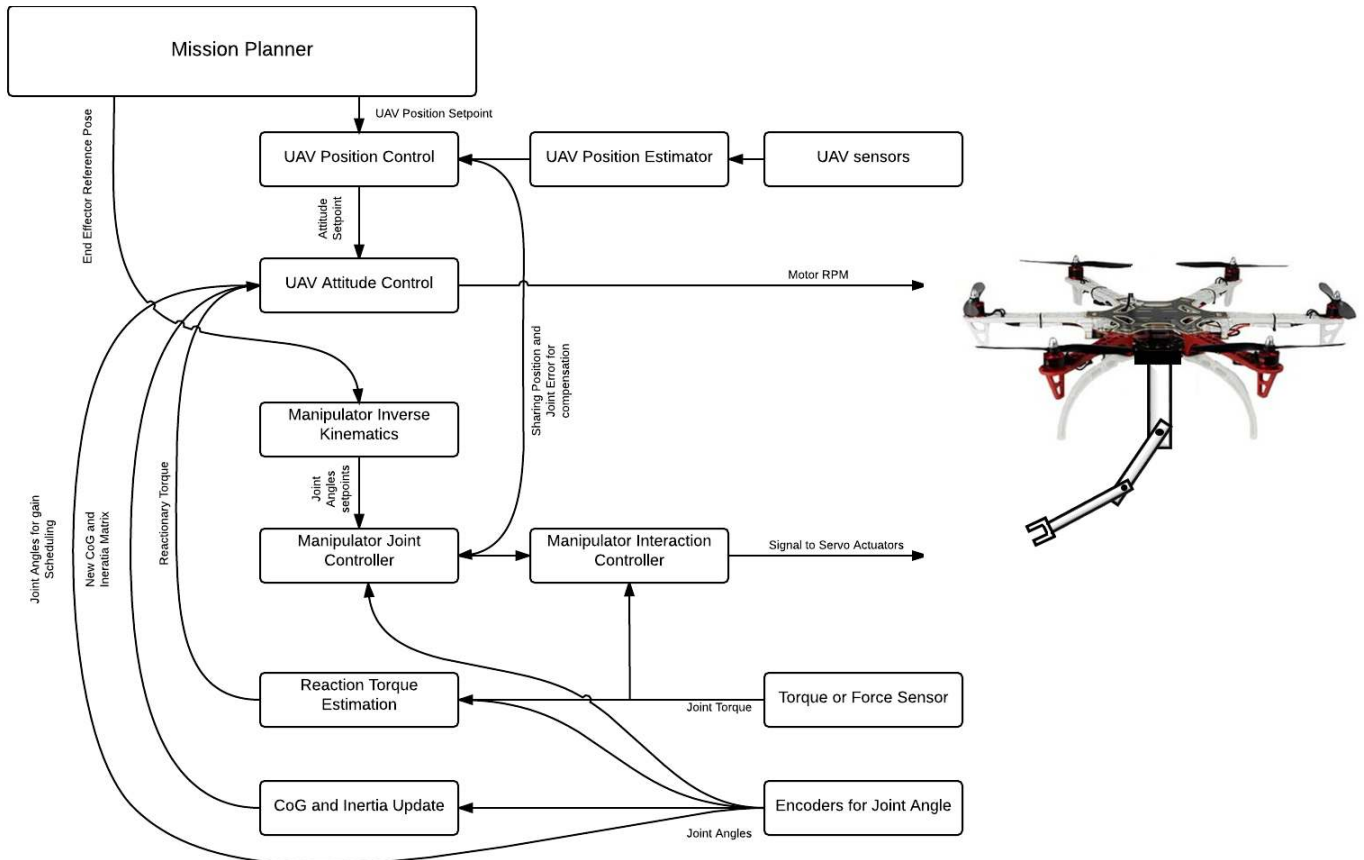 Mission Planner
End Effector Reference Pose
UAV Position Setpoint
UAV Position Control
UAV Position Estimator
UAV sensors
Attitude
Setpoint
UAV Attitude Control
Motor RPM
Sharing Position and
Joint Error for
compensation
Manipulator Inverse
Kinematics
Joint
Angles
setpoints
Joint Angles for gain
Scheduling
New CoG and
Ineratia Matrix
Reactionary Torque
Manipulator Joint
Controller
Manipulator Interaction
Controller
Signal to Servo Actuators
Reaction Torque
Estimation
Joint Torque
Torque or Force Sensor
CoG and Inertia Update
Joint Angles
Encoders for Joint Angle